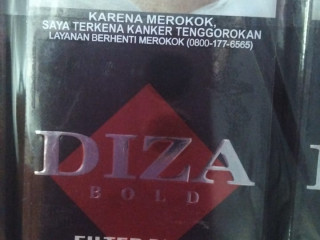 KARENA MEROKOK,
SAYA TERKENA KANKER TENGGOROKAN
LAYANAN BERHENTI MEROKOK (0800-177-6565)
DIZA
BOLD